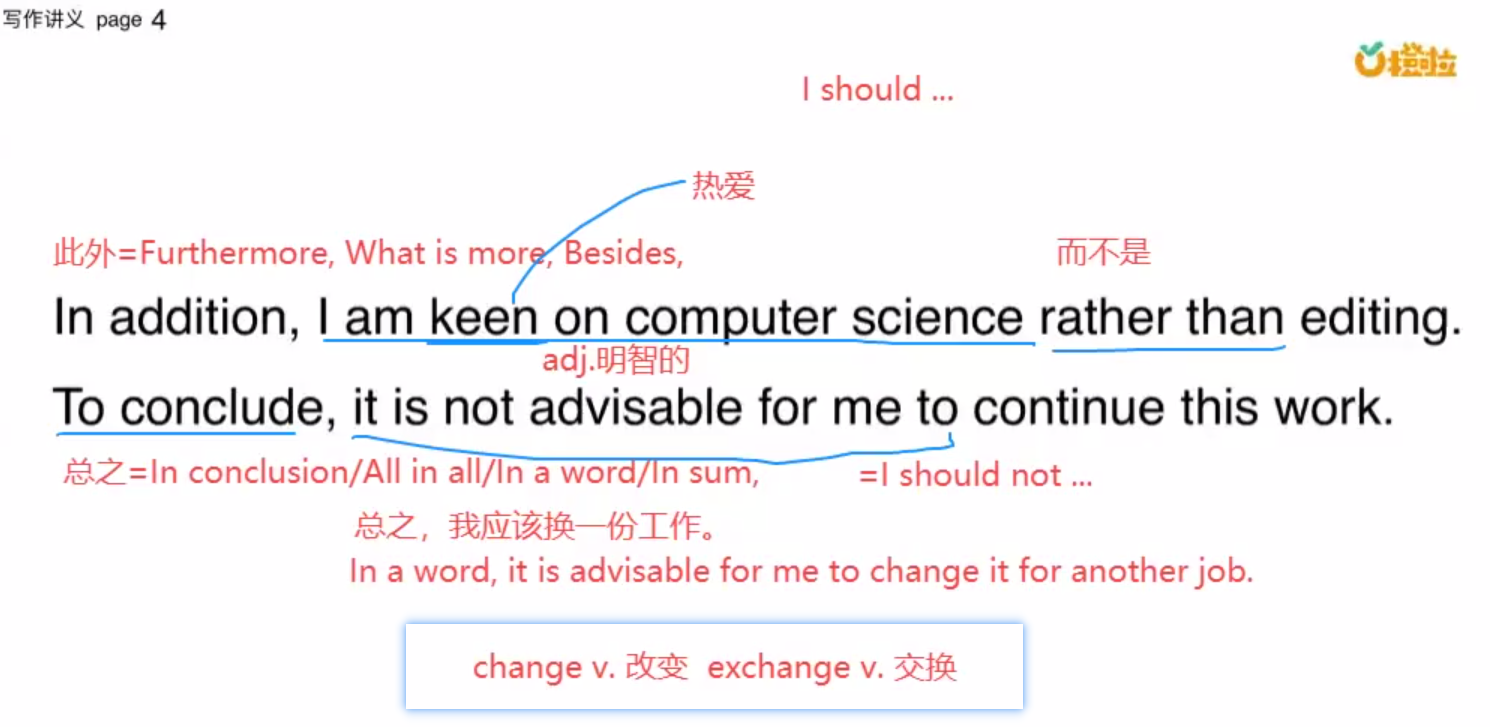 写作讲义 page 4
橙啦
I should ...
热爱
此外=Furthermore, What is more, Besides,
而不是
In addition, I am keen on computer science rather than editing.
adj.明智的
To conclude, it is not advisable for me to continue this work.
总之=In conclusion/All in all/In a word/In sum,
=I should not ...
总之，我应该换一份工作。
In a word, it is advisable for me to change it for another job.
change v. 改变 exchange v. 交换